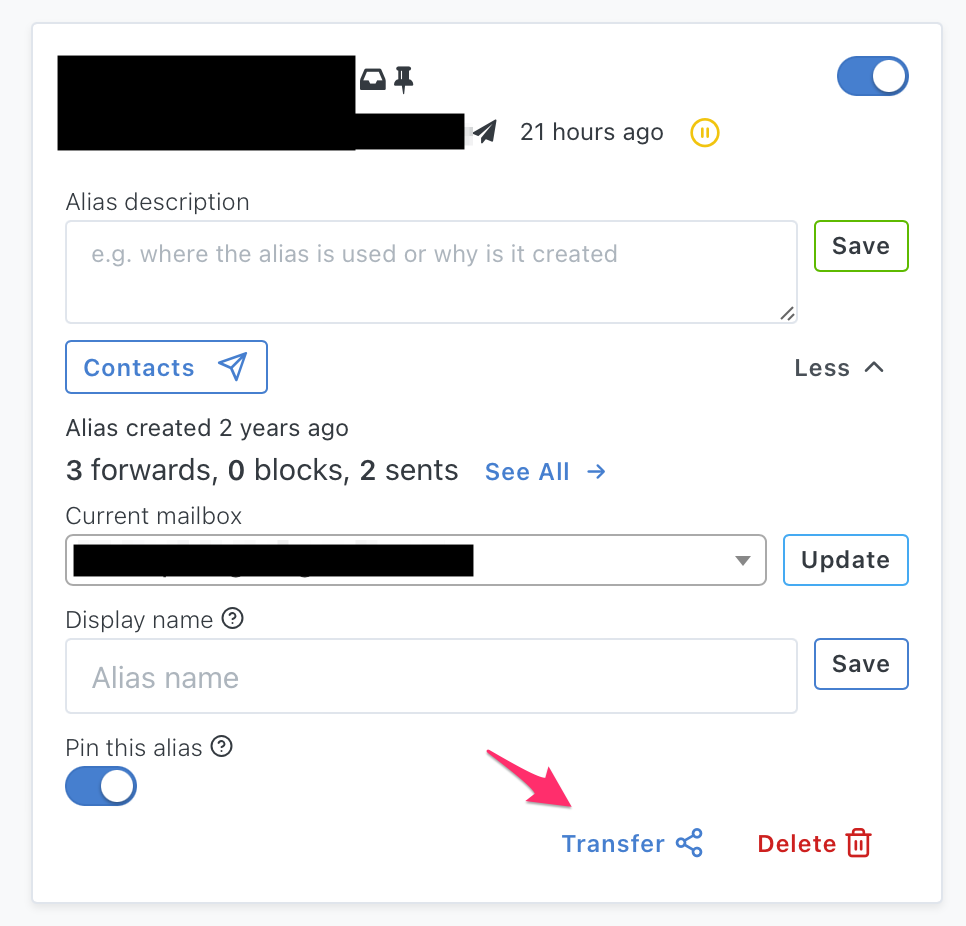 21 hours ago
Alias description
e.g. where the alias is used or why is it created
Save
Contacts
Less
Alias created 2 years ago
3 forwards, 0 blocks, 2 sents See All →
Current mailbox
Update
Display name
Alias name
Save
Pin this alias
Transfer
Delete